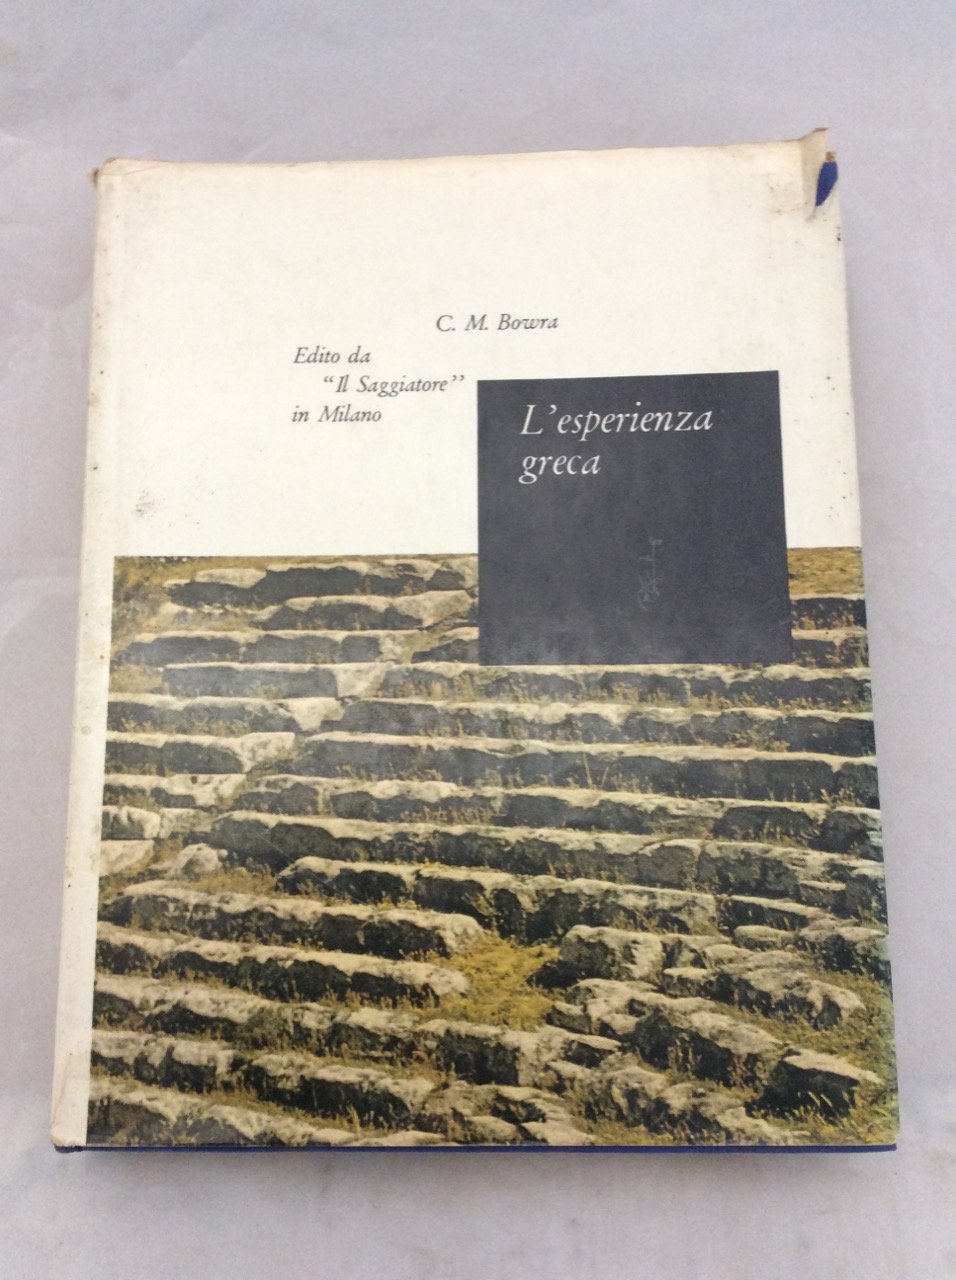 C. M. Bowra
Edito da
“Il Saggiatore”
in Milano
L’esperienza
greca